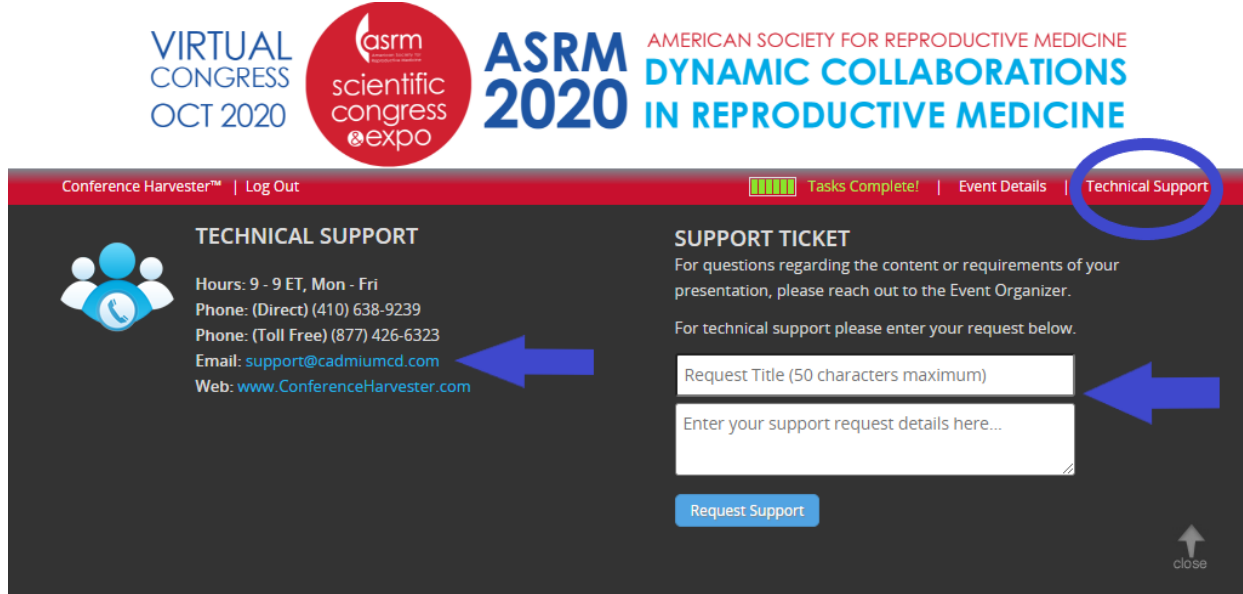 VIRTUAL
CONGRESS
OCT 2020
asrm
scientific
congress
&expo
ASRM
2020
AMERICAN SOCIETY FOR REPRODUCTIVE MEDICINE
DYNAMIC COLLABORATIONS
IN REPRODUCTIVE MEDICINE
Conference Harvester™ | Log Out
Tasks Complete! | Event Details | Technical Support
TECHNICAL SUPPORT
Hours: 9 - 9 ET, Mon - Fri
Phone: (Direct) (410) 638-9239
Phone: (Toll Free) (877) 426-6323
Email: support@cadmiumcd.com
Web: www.ConferenceHarvester.com
SUPPORT TICKET
For questions regarding the content or requirements of your
presentation, please reach out to the Event Organizer.
For technical support please enter your request below.
Request Title (50 characters maximum)
Enter your support request details here...
Request Support
close